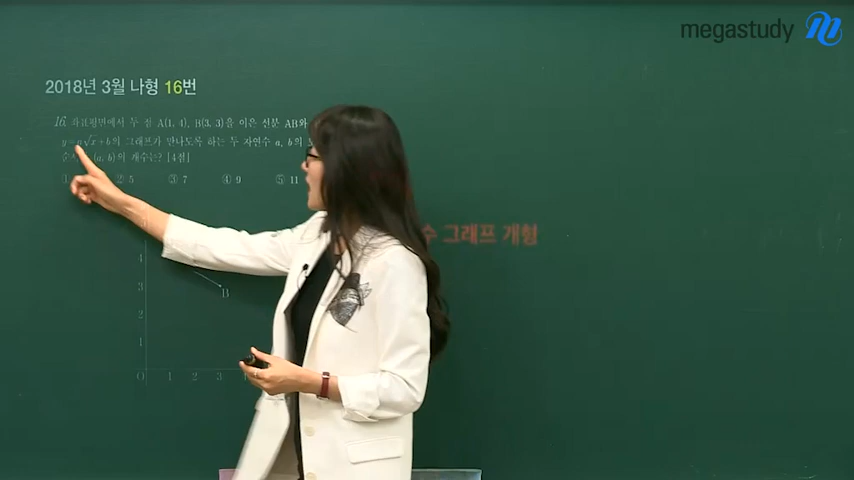 megastudy
2018년 3월 나형 16번
16. 좌표평면에서 두 점 A(1, 4), B(3, 3)을 이은 선분 AB와
y=a√x+b의 그래프가 만나도록 하는 두 자연수 a, b의
(a, b)의 개수는? [4점]
② 5 ③ 7 ④ 9 ⑤ 11
수 그래프 개형
4
B
3
2
1
O 1 2 3